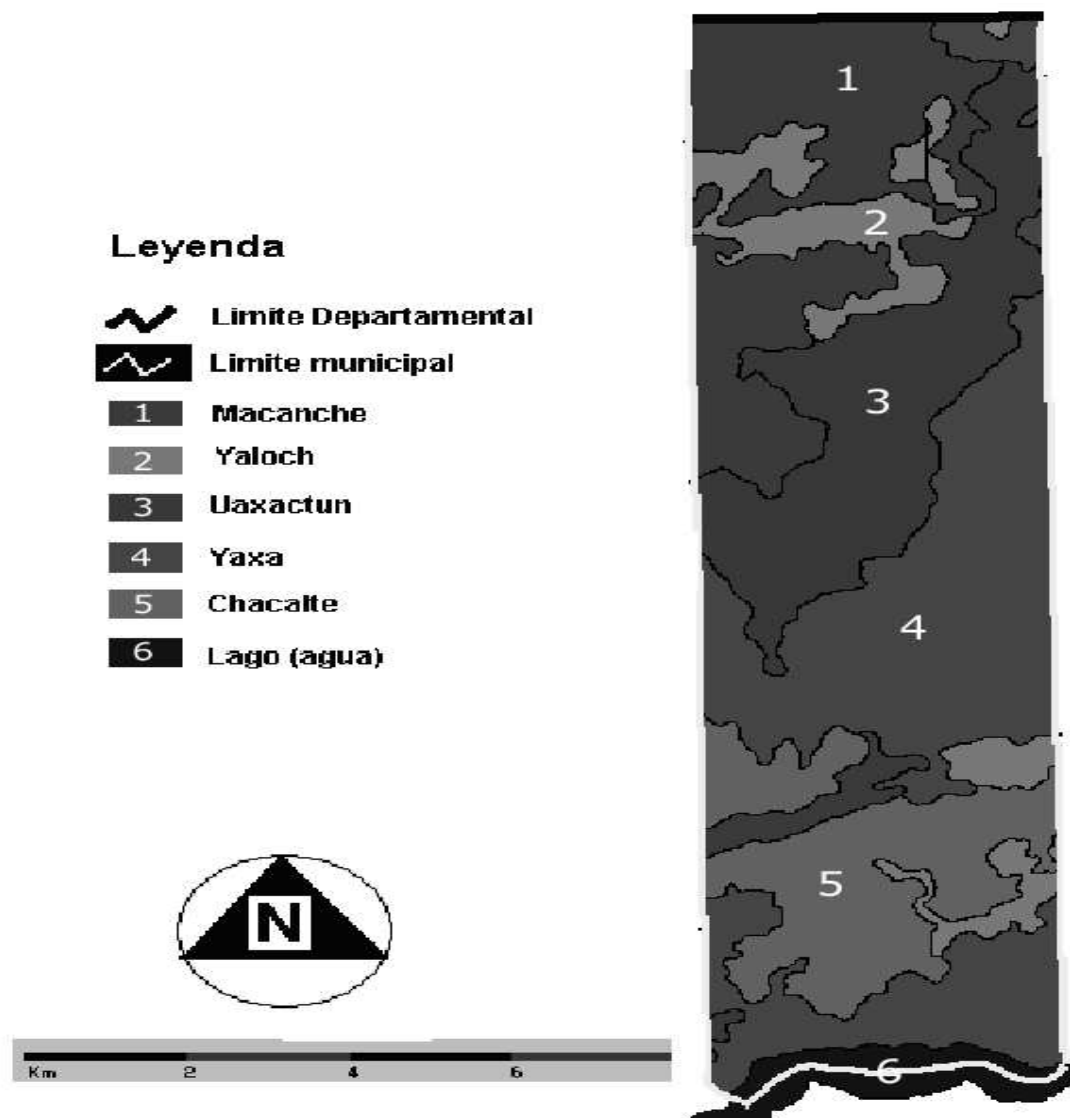 Leyenda
Limite Departamental
Limite municipal
1 Macanche
2 Yaloch
3 Uaxactun
4 Yaxa
5 Chacalte
6 Lago (agua)
N
Km 2 4 6
1
2
3
4
5
6